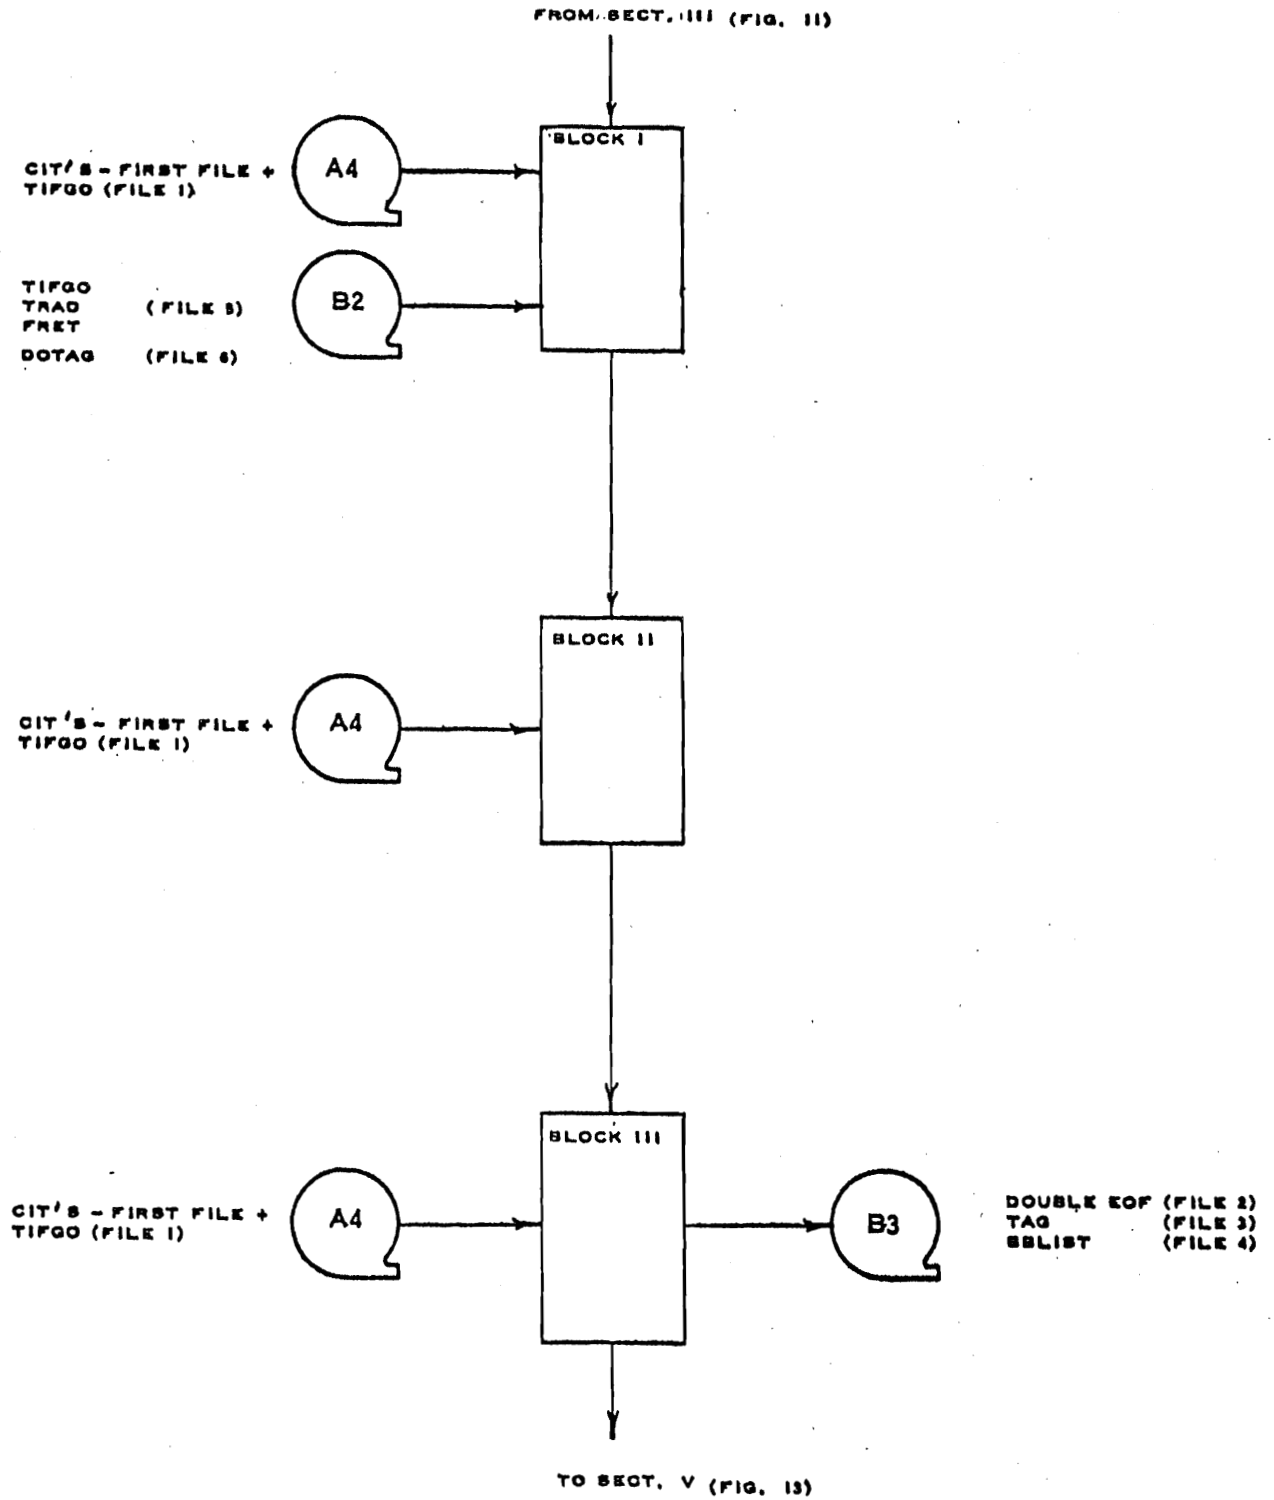 FROM SECT. III (FIG. 11)
BLOCK I
CIT'S - FIRST FILE +
TIFGO (FILE 1)
A4
TIFGO
TRAD (FILE 5)
FRET
DOTAG (FILE 6)
B2
BLOCK II
CIT'S - FIRST FILE +
TIFGO (FILE 1)
A4
BLOCK III
CIT'S - FIRST FILE +
TIFGO (FILE 1)
A4
B3
DOUBLE EOF (FILE 2)
TAG (FILE 3)
BBLIST (FILE 4)
TO SECT. V (FIG. 13)